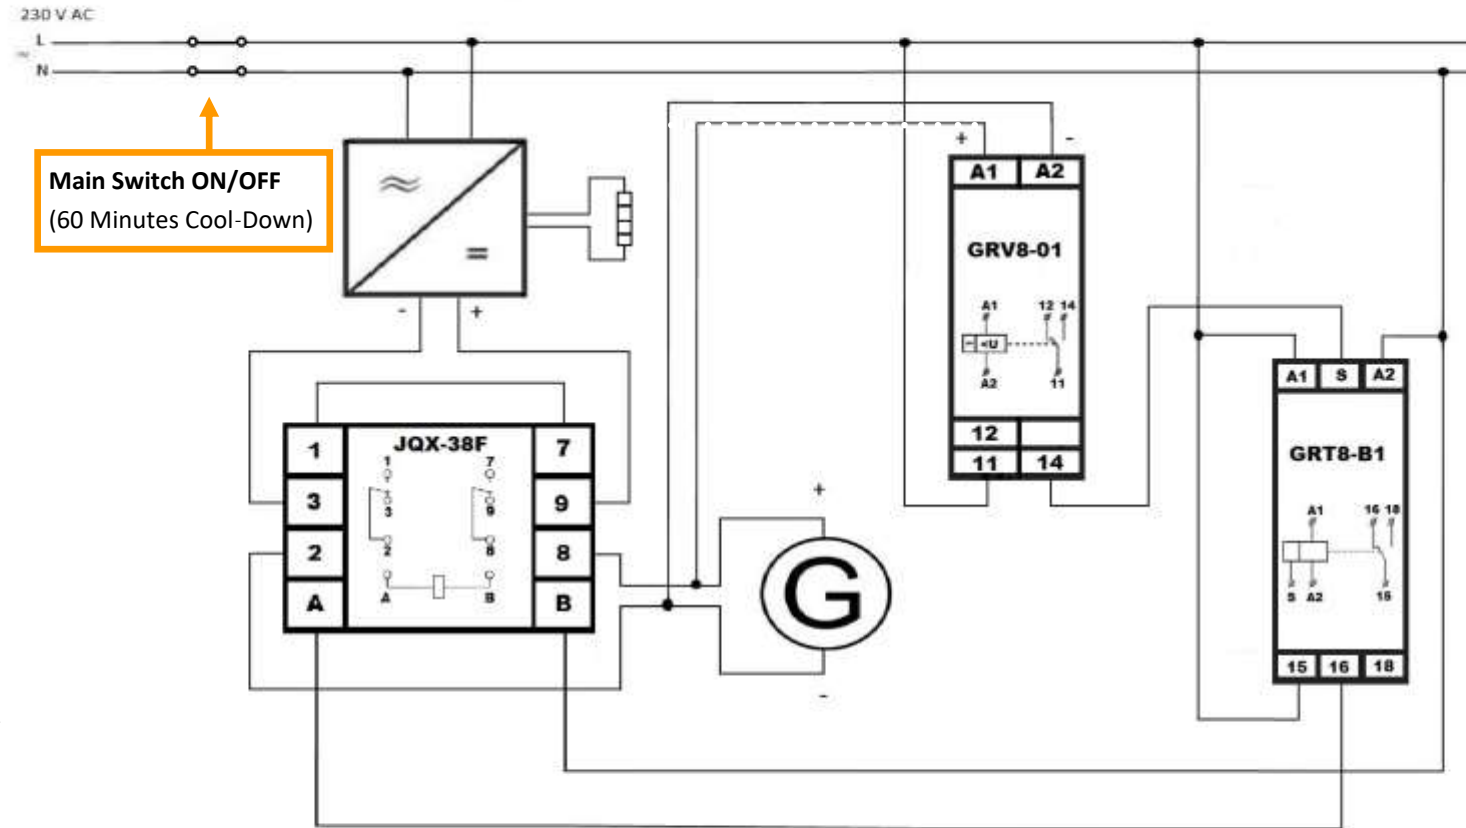 230 V AC
L
~
N
Main Switch ON/OFF
(60 Minutes Cool-Down)
≈
=
- +
+ -
A1 A2
GRV8-01
A1 12 14
<U
A2 11
12
11 14
A1 S A2
GRT8-B1
A1 16 18
S A2 15
15 16 18
JQX-38F
1 7
3 9
2 8
A B
1 7
3 9
2 8
A B
+
G
-